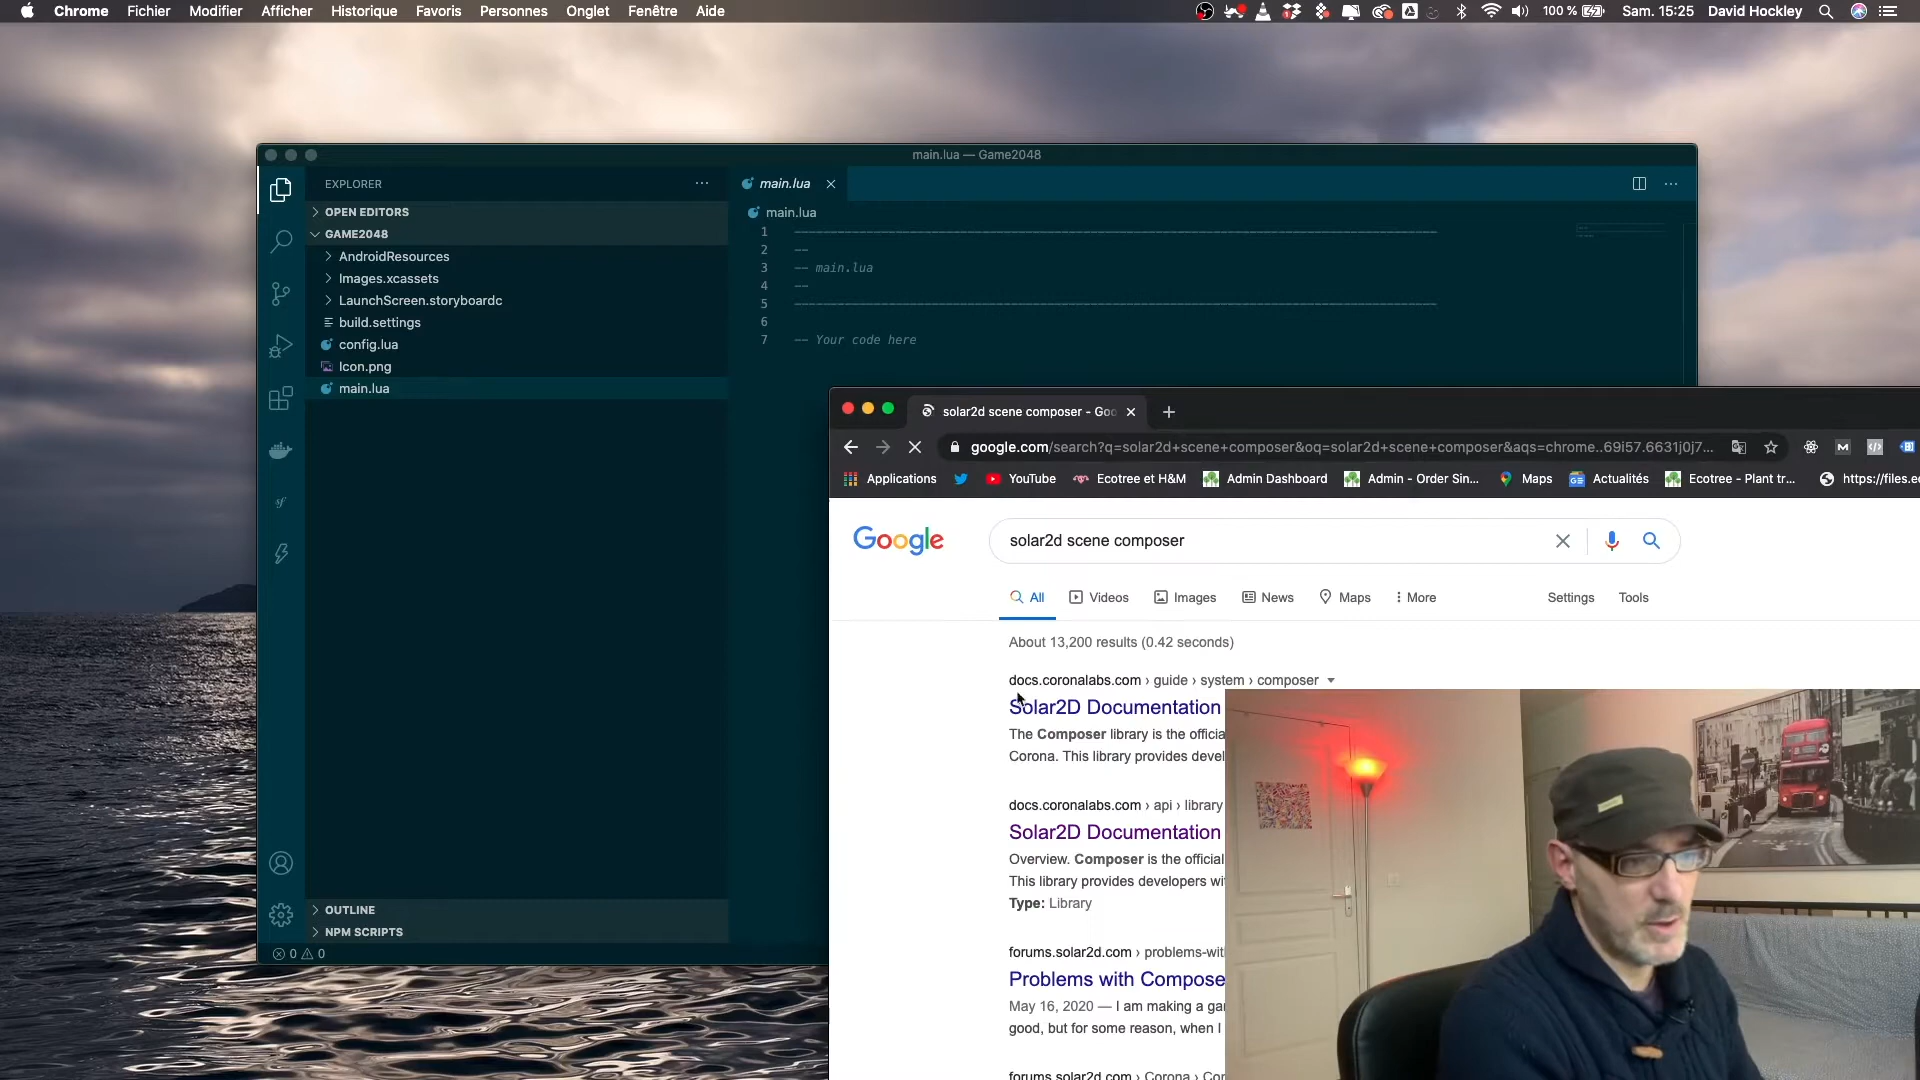 Chrome Fichier Modifier Afficher Historique Favoris Personnes Onglet Fenêtre Aide
100 % Sam. 15:25 David Hockley
main.lua — Game2048
EXPLORER
main.lua
OPEN EDITORS
main.lua
GAME2048
AndroidResources
Images.xcassets
LaunchScreen.storyboardc
build.settings
config.lua
Icon.png
main.lua
OUTLINE
NPM SCRIPTS
0 0
1
2 --
3 -- main.lua
4 --
5
6
7 -- Your code here
solar2d scene composer - Goo
google.com/search?q=solar2d+scene+composer&oq=solar2d+scene+composer&aqs=chrome..69i57.6631j0j7...
Applications YouTube Ecotree et H&M Admin Dashboard Admin - Order Sin... Maps Actualités Ecotree - Plant tr... https://files.ec
Google
solar2d scene composer
All Videos Images News Maps More Settings Tools
About 13,200 results (0.42 seconds)
docs.coronalabs.com › guide › system › composer
Solar2D Documentation
The Composer library is the officia
Corona. This library provides devel
docs.coronalabs.com › api › library
Solar2D Documentation
Overview. Composer is the official
This library provides developers wi
Type: Library
forums.solar2d.com › problems-wit
Problems with Compose
May 16, 2020 — I am making a gam
good, but for some reason, when I
forums.solar2d.com › Corona › Cor